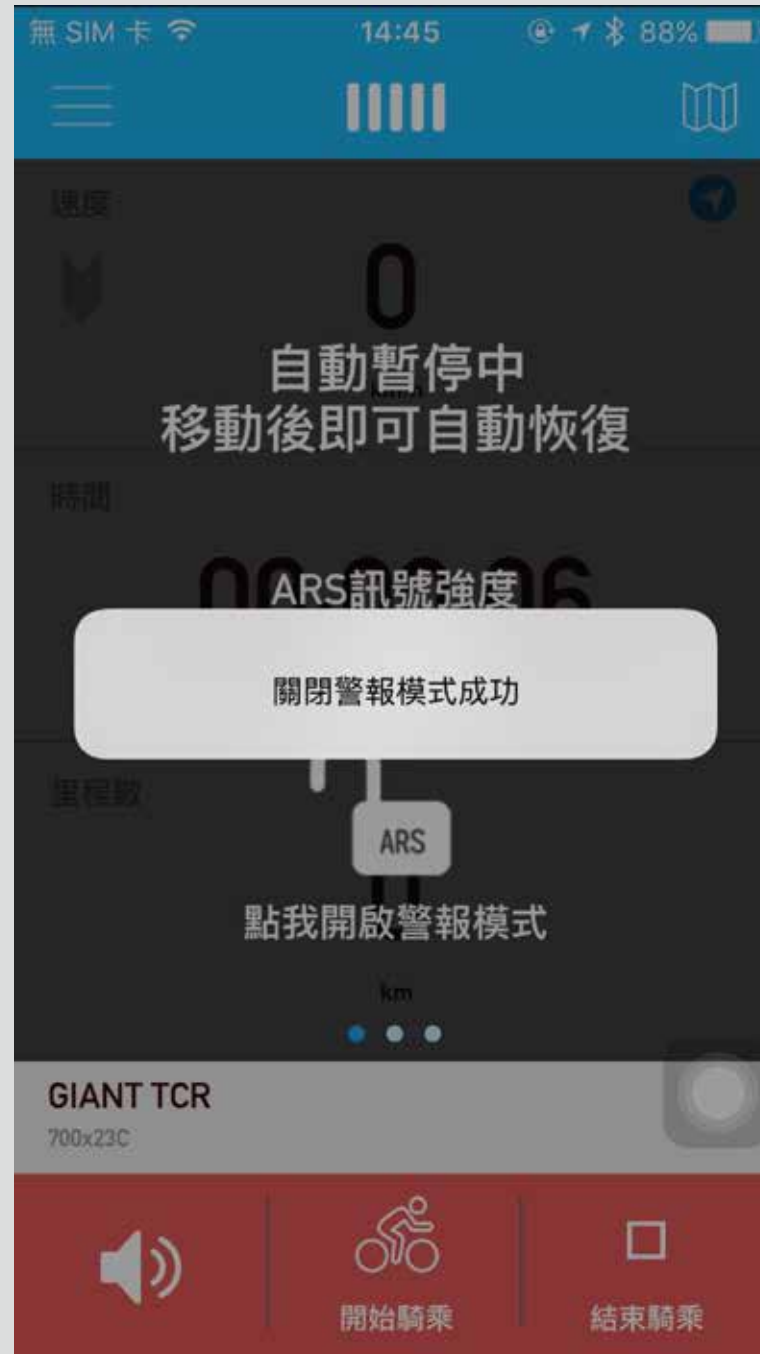 無 SIM 卡
14:45
88%
速度
0
自動暫停中
移動後即可自動恢復
時間
ARS訊號強度
關閉警報模式成功
里程數
ARS
點我開啟警報模式
km
GIANT TCR
700x23C
開始騎乘
結束騎乘